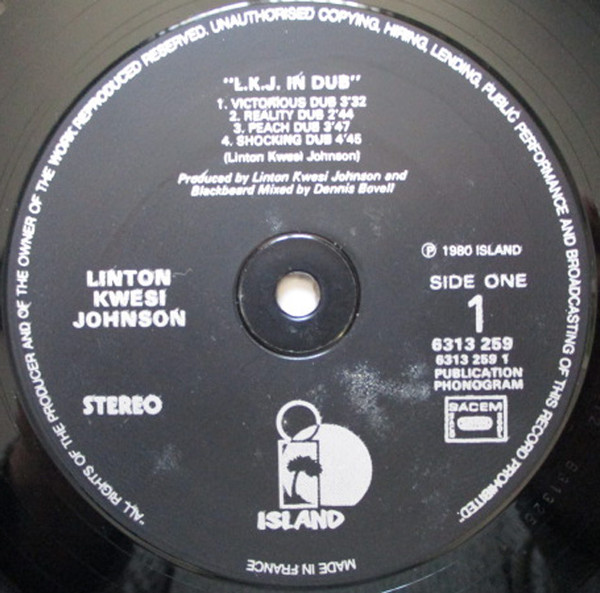 "ALL RIGHTS OF THE PRODUCER AND OF THE OWNER OF THE WORK REPRODUCED RESERVED. UNAUTHORISED COPYING, HIRING, LENDING, PUBLIC PERFORMANCE AND BROADCASTING OF THIS RECORD PROHIBITED."
"L.K.J. IN DUB"
1. VICTORIOUS DUB 3'32
2. REALITY DUB 2'44
3. PEACH DUB 3'47
4. SHOCKING DUB 4'45
(Linton Kwesi Johnson)
Produced by Linton Kwesi Johnson and
Blackbeard Mixed by Dennis Bovell
LINTON
KWESI
JOHNSON
STEREO
℗ 1980 ISLAND
SIDE ONE
1
6313 259
6313 259 1
PUBLICATION
PHONOGRAM
SACEM
ISLAND
MADE IN FRANCE